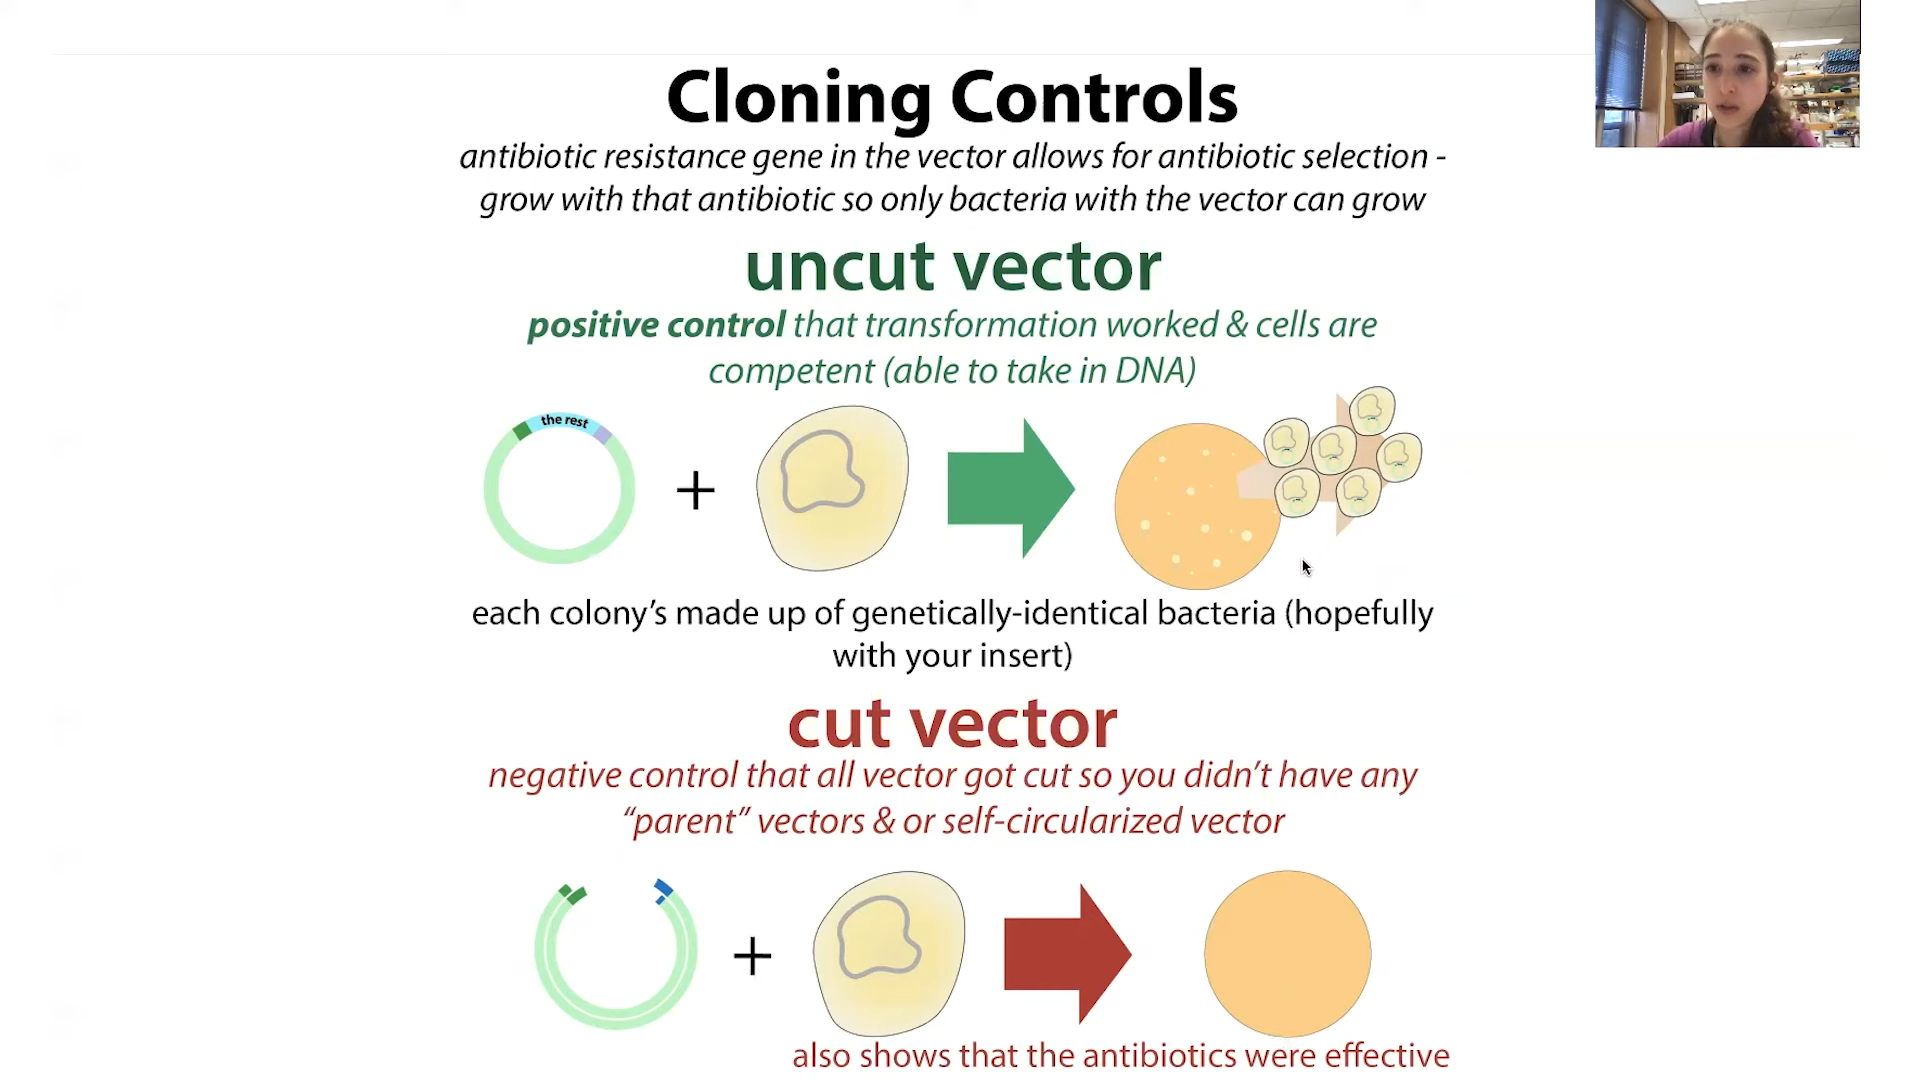 Cloning Controls
antibiotic resistance gene in the vector allows for antibiotic selection -
grow with that antibiotic so only bacteria with the vector can grow
uncut vector
positive control that transformation worked & cells are
competent (able to take in DNA)
the rest
+
each colony’s made up of genetically-identical bacteria (hopefully
with your insert)
cut vector
negative control that all vector got cut so you didn’t have any
“parent” vectors & or self-circularized vector
+
also shows that the antibiotics were effective